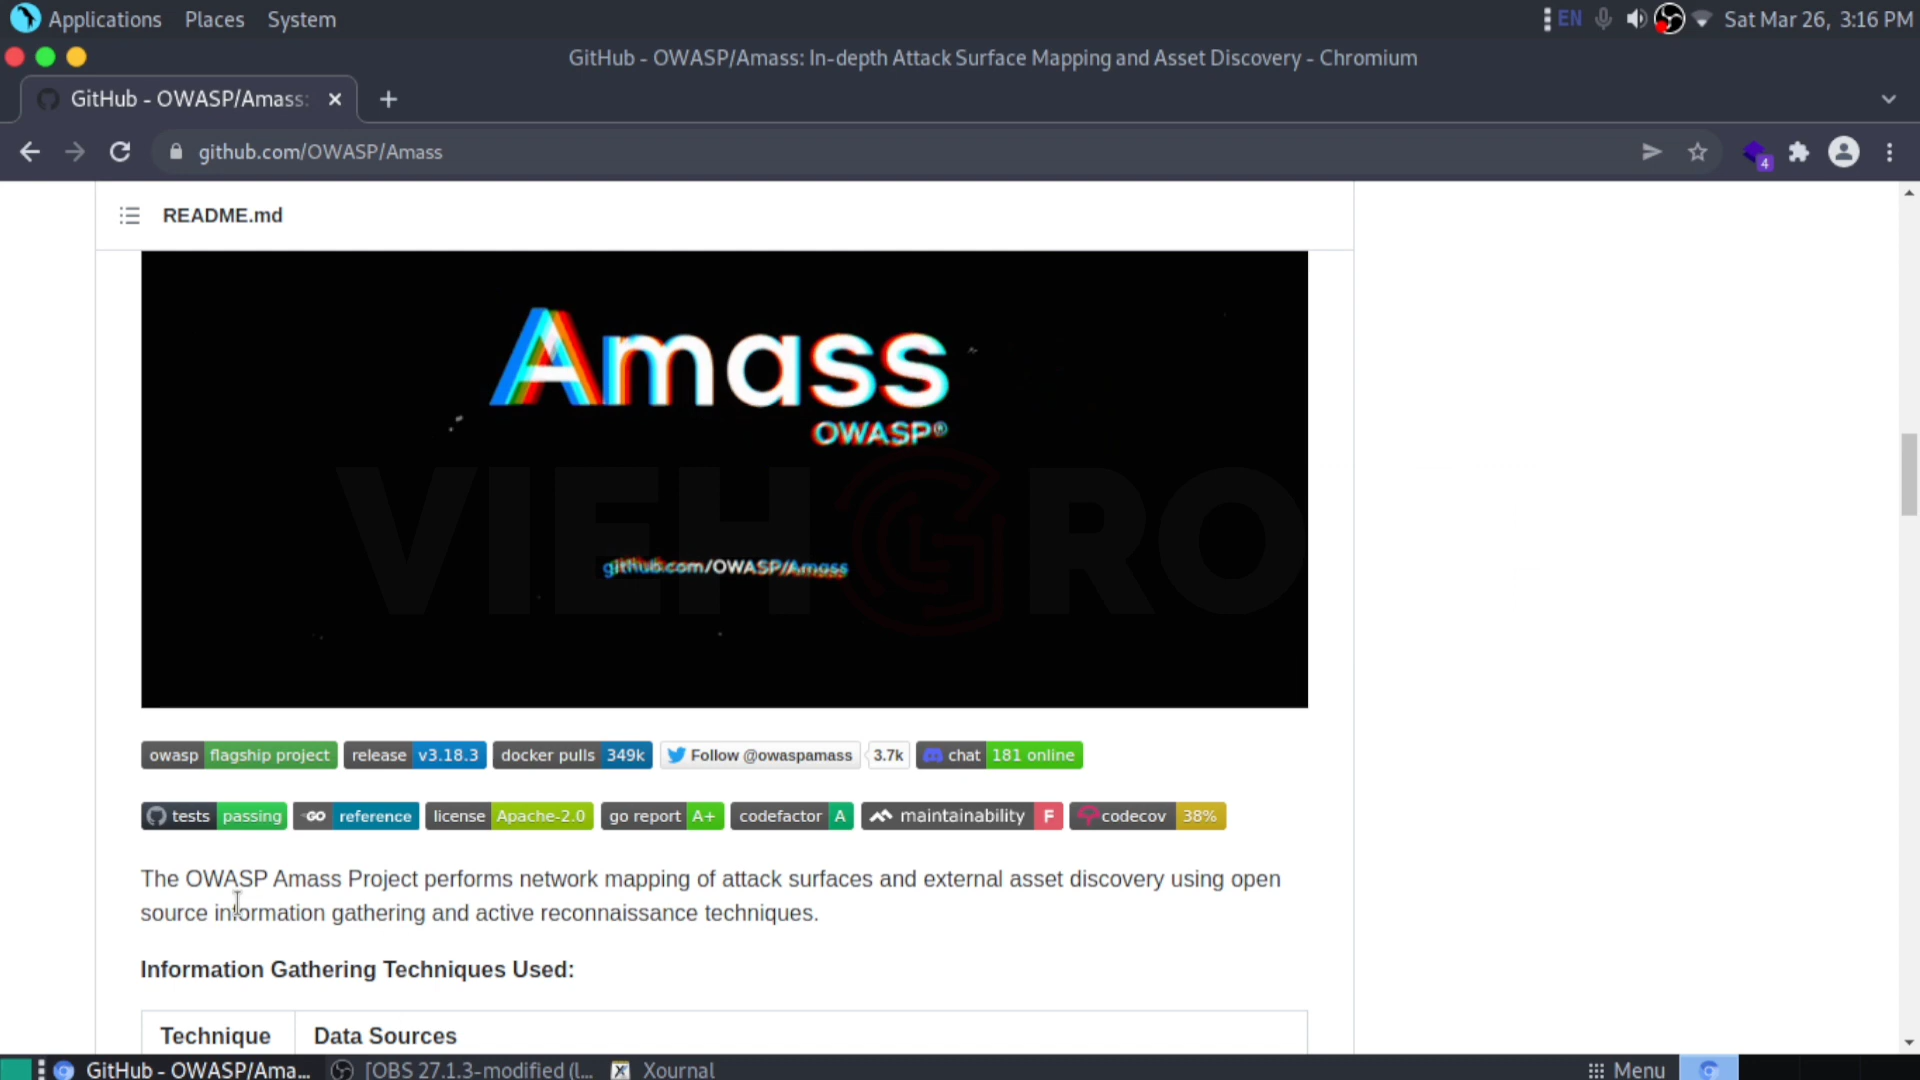 Applications Places System EN Sat Mar 26, 3:16 PM
GitHub - OWASP/Amass: In-depth Attack Surface Mapping and Asset Discovery - Chromium
GitHub - OWASP/Amass:
github.com/OWASP/Amass 4
README.md
Amass
OWASP®
VIEH GRO
github.com/OWASP/Amass
owasp flagship project release v3.18.3 docker pulls 349k Follow @owaspamass 3.7k chat 181 online
tests passing GO reference license Apache-2.0 go report A+ codefactor A maintainability F codecov 38%
The OWASP Amass Project performs network mapping of attack surfaces and external asset discovery using open
source information gathering and active reconnaissance techniques.
Information Gathering Techniques Used:
Technique Data Sources
GitHub - OWASP/Ama... [OBS 27.1.3-modified (l... Xournal Menu